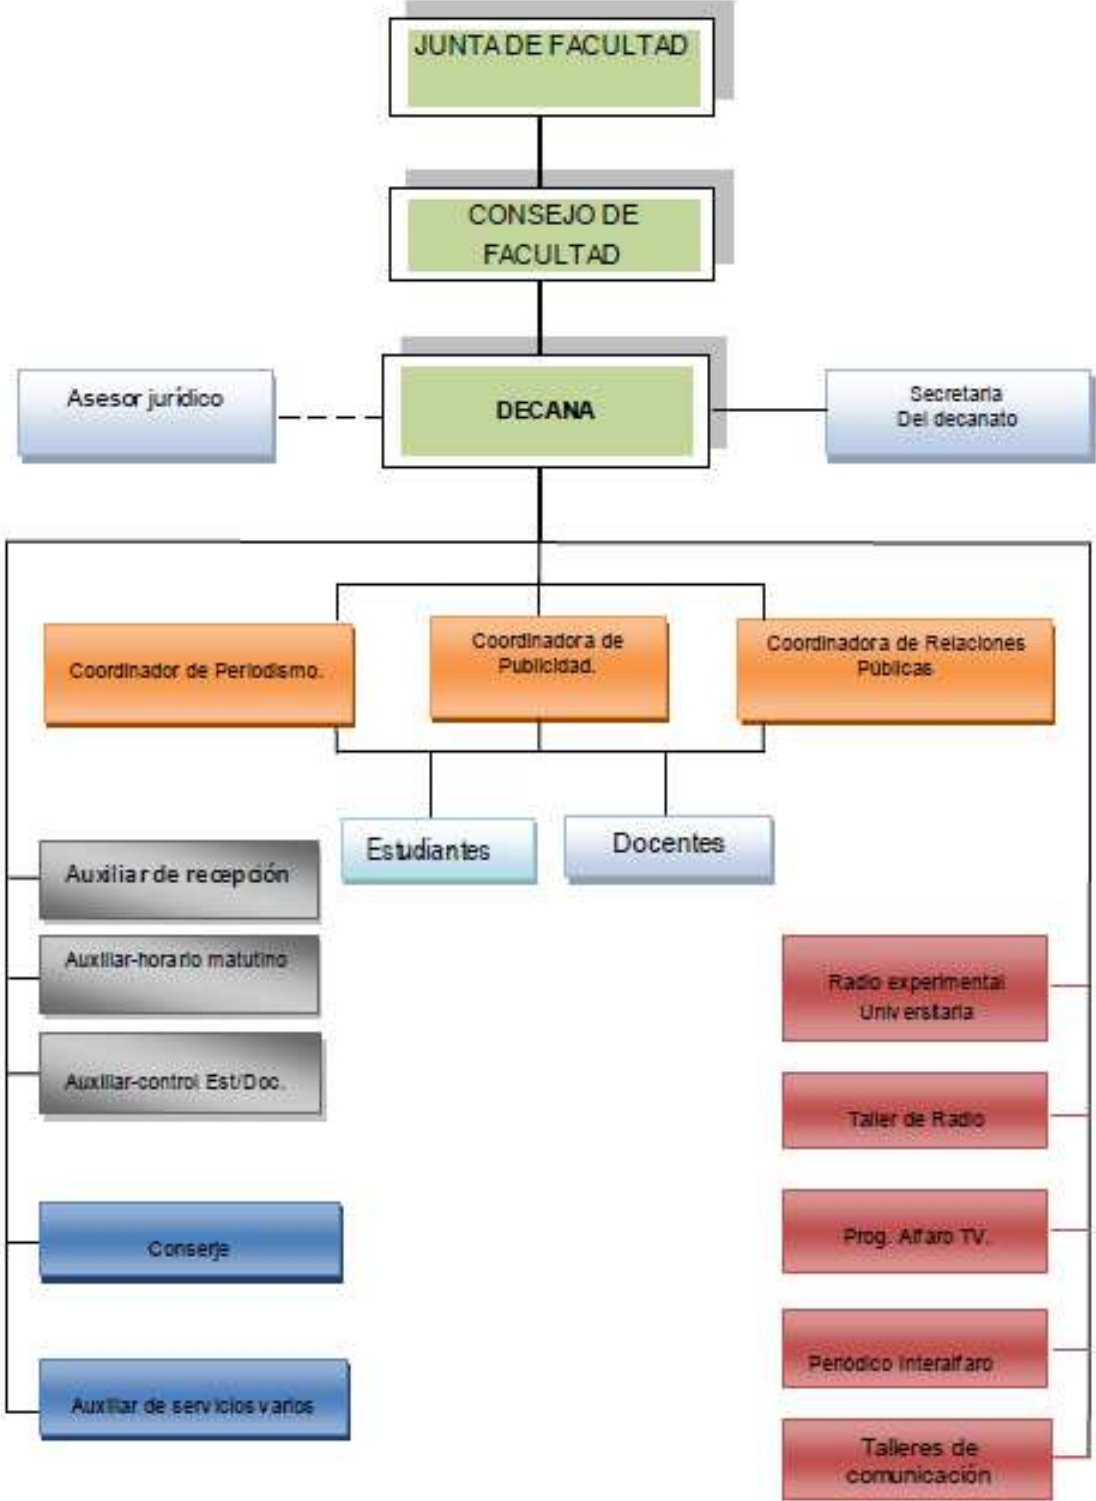 JUNTA DE FACULTAD
CONSEJO DE
FACULTAD
Asesor jurídico
DECANA
Secretaria
Del decanato
Coordinador de Periodismo.
Coordinadora de
Publicidad.
Coordinadora de Relaciones
Públicas
Estudiantes
Docentes
Auxiliar de recepción
Auxiliar-horario matutino
Auxiliar-control Est/Doc.
Conserje
Auxiliar de servicios varios
Radio experimental
Universitaria
Taller de Radio
Prog. Alfaro TV.
Periódico Interalfaro
Talleres de
comunicación